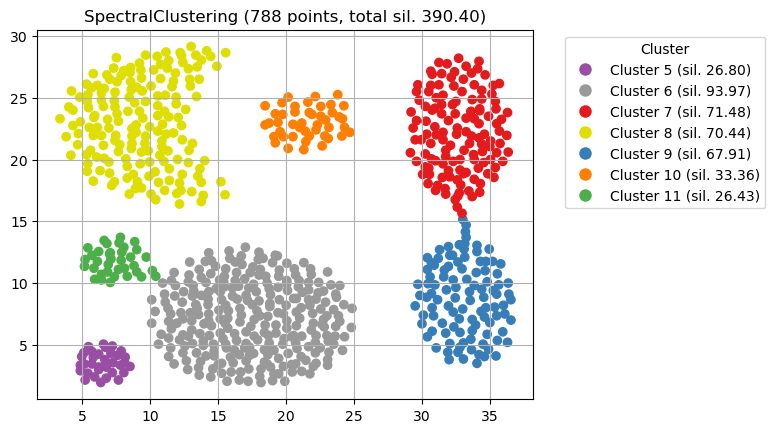 SpectralClustering (788 points, total sil. 390.40)
30
25
20
15
10
5
5 10 15 20 25 30 35
Cluster
Cluster 5 (sil. 26.80)
Cluster 6 (sil. 93.97)
Cluster 7 (sil. 71.48)
Cluster 8 (sil. 70.44)
Cluster 9 (sil. 67.91)
Cluster 10 (sil. 33.36)
Cluster 11 (sil. 26.43)